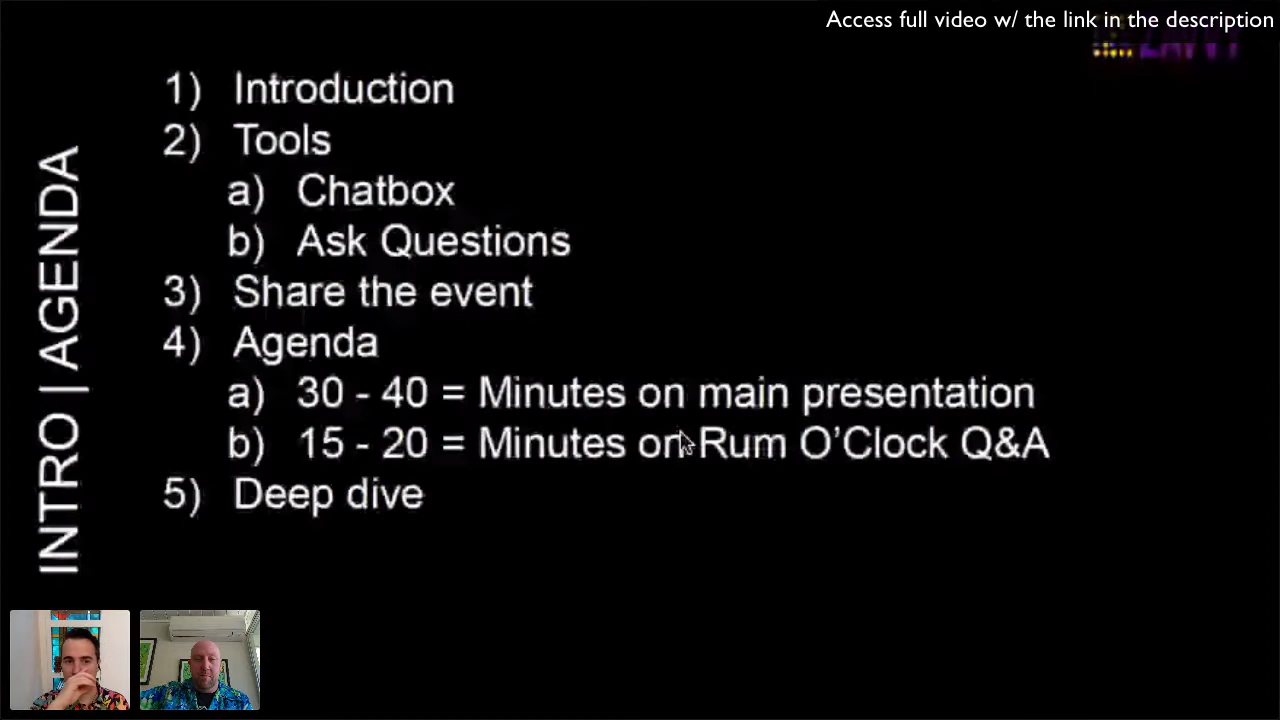 Access full video w/ the link in the description
INTRO | AGENDA
1) Introduction
2) Tools
a) Chatbox
b) Ask Questions
3) Share the event
4) Agenda
a) 30 - 40 = Minutes on main presentation
b) 15 - 20 = Minutes on Rum O’Clock Q&A
5) Deep dive